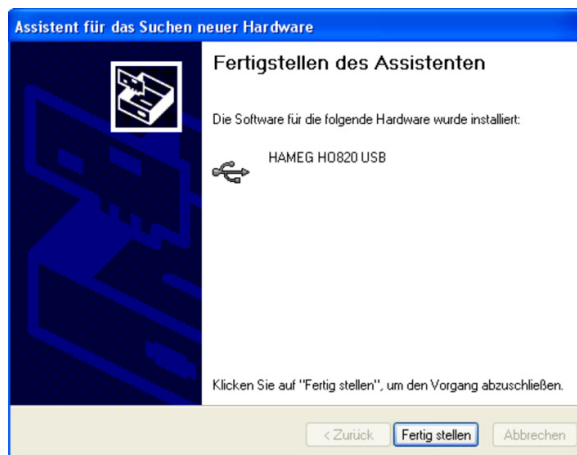 Assistent für das Suchen neuer Hardware
Fertigstellen des Assistenten
Die Software für die folgende Hardware wurde installiert:
HAMEG HO820 USB
Klicken Sie auf "Fertig stellen", um den Vorgang abzuschließen.
< Zurück Fertig stellen Abbrechen